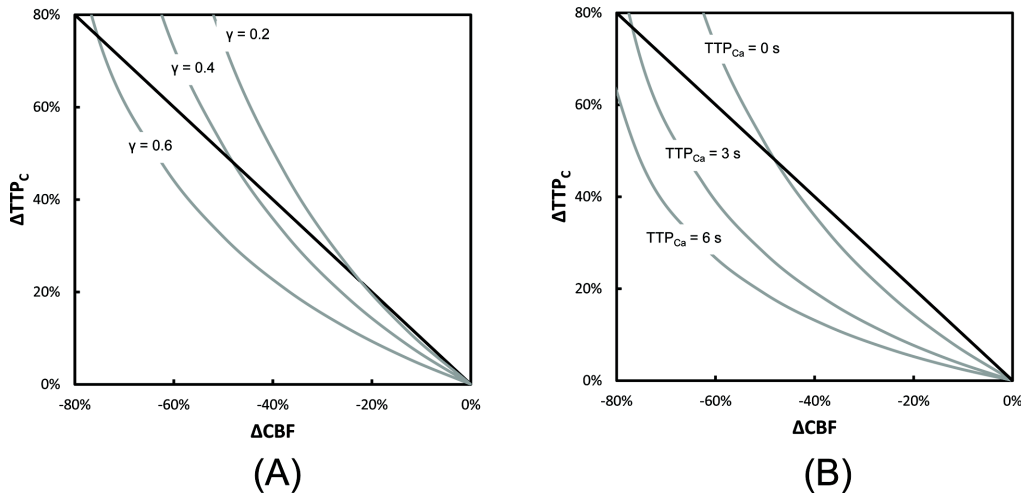 80%
60%
40%
20%
0%
-80%
-60%
-40%
-20%
0%
ΔTTPC
ΔCBF
γ = 0.2
γ = 0.4
γ = 0.6
(A)
80%
60%
40%
20%
0%
-80%
-60%
-40%
-20%
0%
ΔTTPC
ΔCBF
TTPCa = 0 s
TTPCa = 3 s
TTPCa = 6 s
(B)